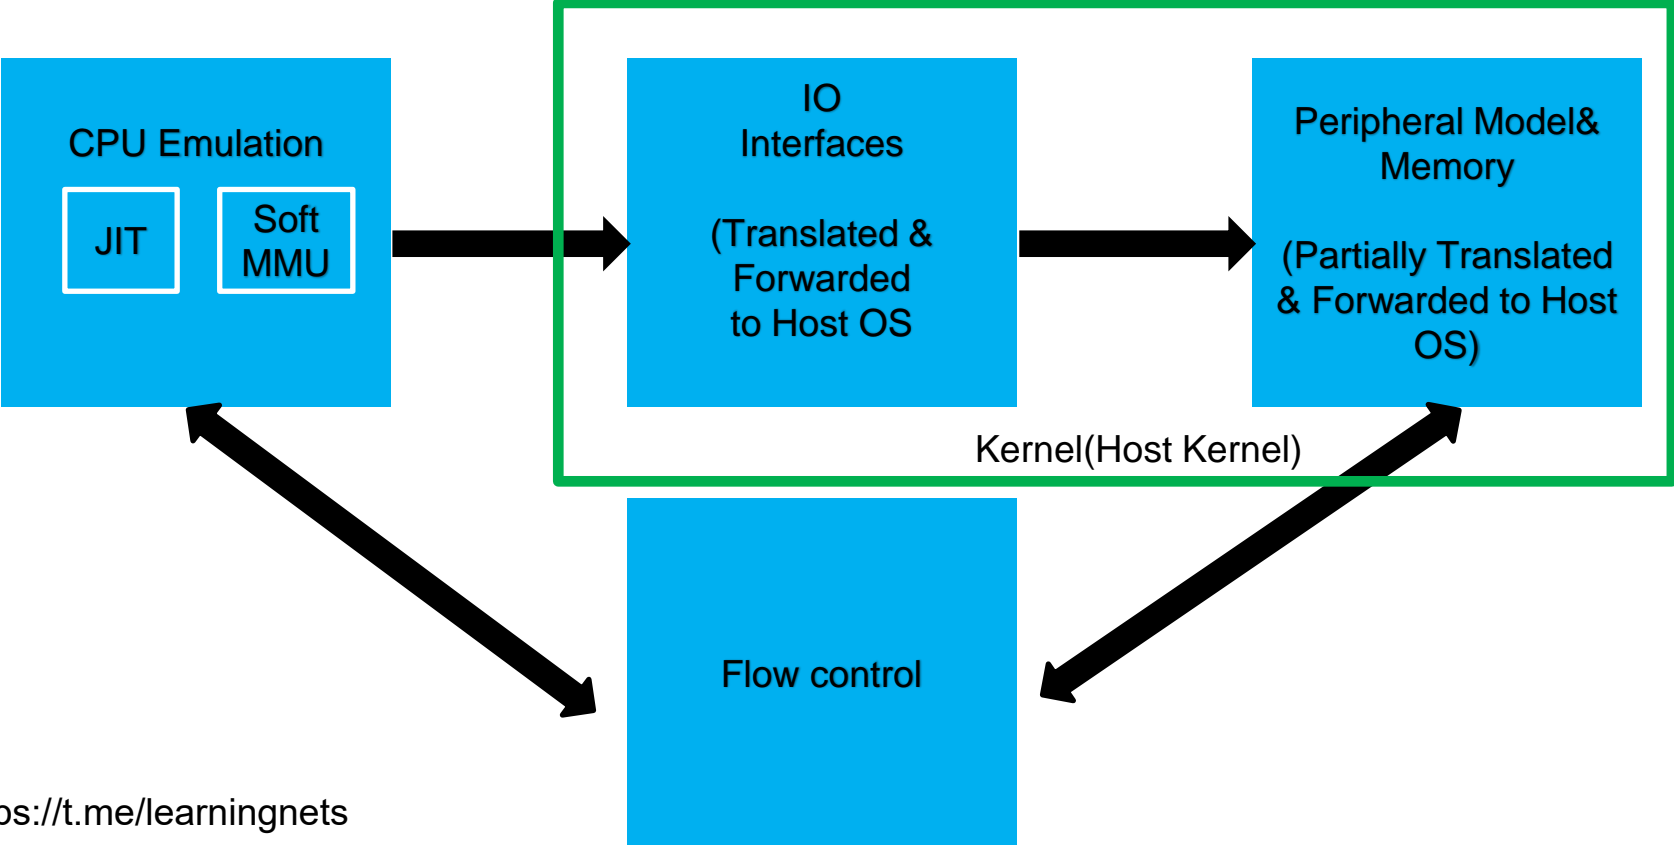 CPU Emulation
JIT
Soft
MMU
IO
Interfaces
(Translated &
Forwarded
to Host OS
Peripheral Model&
Memory
(Partially Translated
& Forwarded to Host
OS)
Kernel(Host Kernel)
Flow control
ps://t.me/learningnets